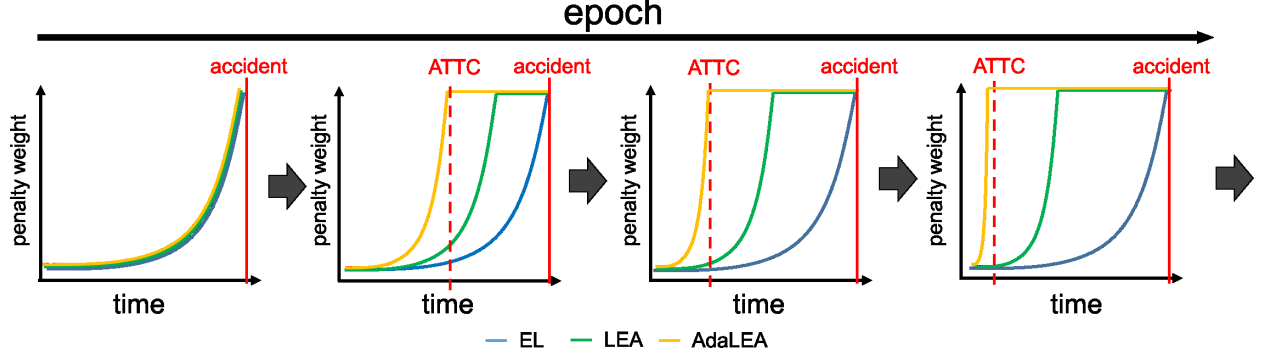 epoch
accident
ATTC accident
ATTC accident
ATTC accident
penalty weight
penalty weight
penalty weight
penalty weight
time
time
time
time
EL LEA AdaLEA